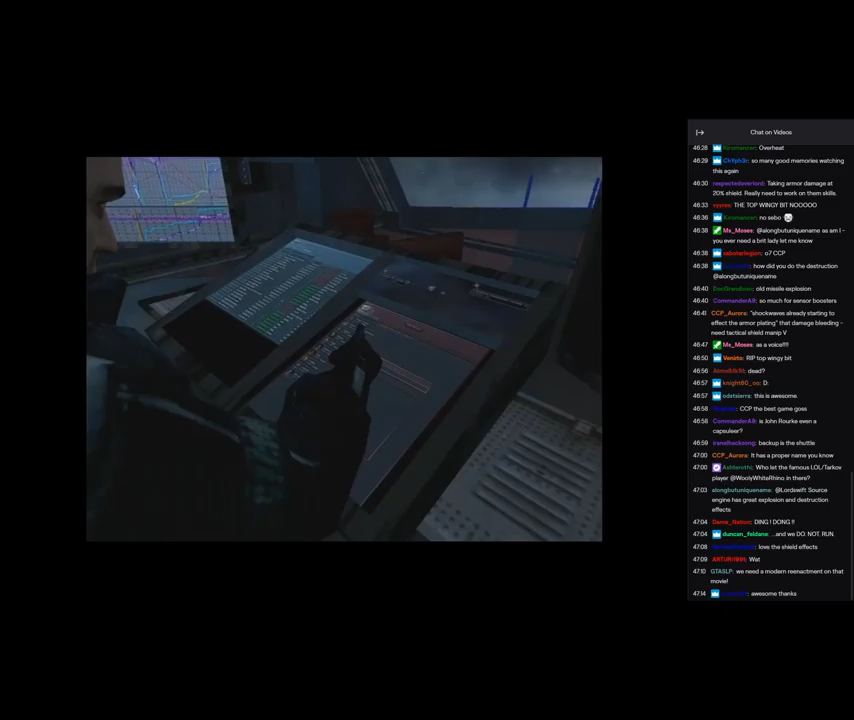 Chat on Videos
46:28 Kiromancer: Overheat
46:29 Ch1ph3r: so many good memories watching
this again
46:30 respectedoverlord: Taking armor damage at
20% shield. Really need to work on them skills.
46:33 THE TOP WINGY BIT NOOOOO
46:36 Kiromancer: no sebo
46:38 Ms_Moses: @alongbutuniquename as am I -
you ever need a brit lady let me know
46:38 o7 CCP
46:38 how did you do the destruction
@alongbutuniquename
46:40 old missile explosion
46:40 CommanderA9: so much for sensor boosters
46:41 CCP_Aurora: "shockwaves already starting to
effect the armor plating" that damage bleeding -
need tactical shield manip V
46:47 Ms_Moses: as a voice!!!!
46:50 RIP top wingy bit
46:56 dead?
46:57 knight60_oo: D:
46:57 odstsierra: this is awesome.
46:58 CCP the best game goss
46:58 CommanderA9: is John Rourke even a
capsuleer?
46:59 backup is the shuttle
47:00 CCP_Aurora: It has a proper name you know
47:00 Ashterothi: Who let the famous LOL/Tarkov
player @WoolyWhiteRhino in there?
47:03 alongbutuniquename: @Lordswift Source
engine has great explosion and destruction
effects
47:04 Dama_Nation: DING ! DONG !!
47:04 duncan_feldane: ...and we DO. NOT. RUN.
47:08 love the shield effects
47:09 Wat
47:10 GTASLP: we need a modern reenactment on that
movie!
47:14 awesome thanks